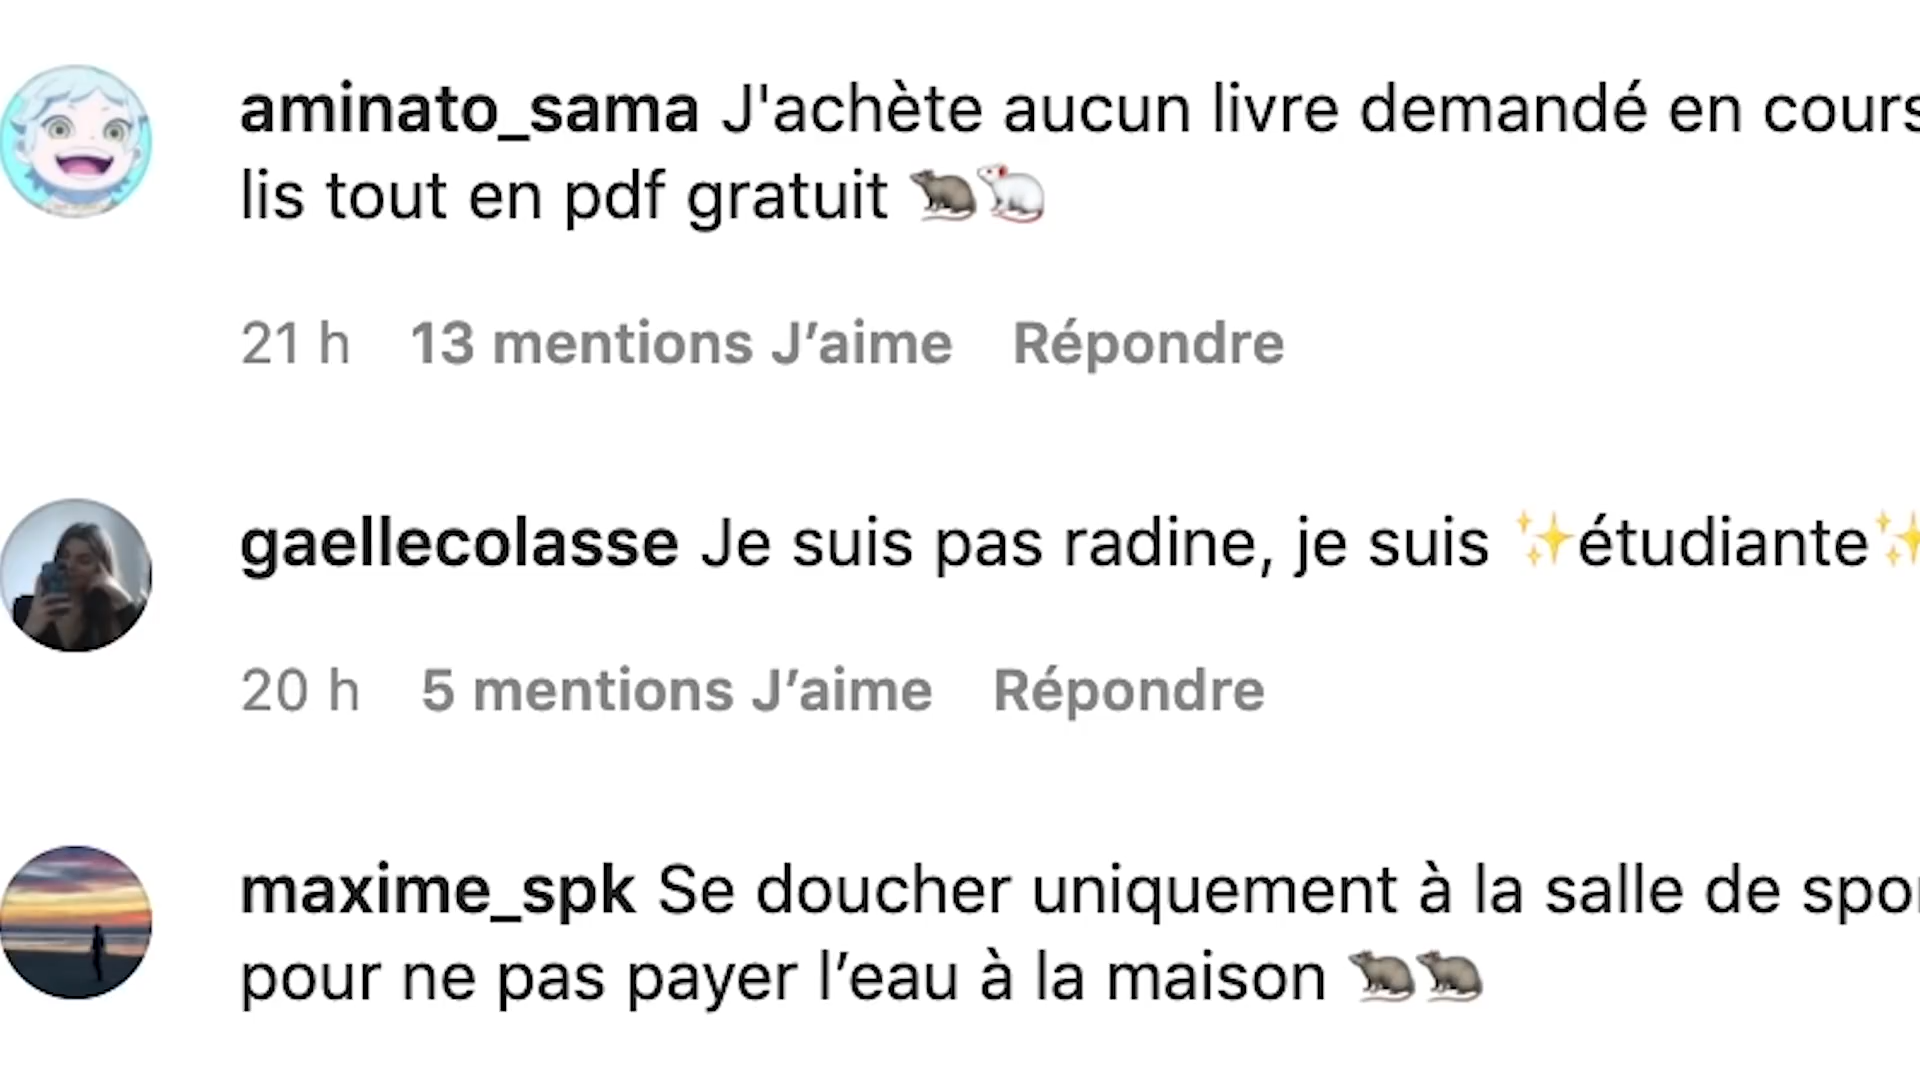 aminato_sama J'achète aucun livre demandé en cours
lis tout en pdf gratuit 🐀🐁
21 h 13 mentions J’aime Répondre
gaellecolasse Je suis pas radine, je suis ✨étudiante✨
20 h 5 mentions J’aime Répondre
maxime_spk Se doucher uniquement à la salle de
pour ne pas payer l’eau à la maison 🐀🐀